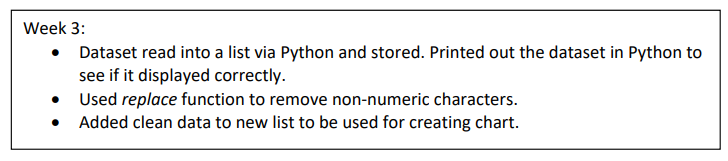 Week 3:
• Dataset read into a list via Python and stored. Printed out the dataset in Python to
see if it displayed correctly.
• Used replace function to remove non-numeric characters.
• Added clean data to new list to be used for creating chart.